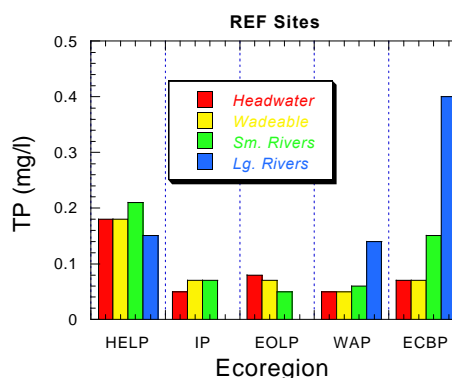 REF Sites
0.5
0.4
0.3
0.2
0.1
0
TP (mg/l)
Headwater
Wadeable
Sm. Rivers
Lg. Rivers
HELP IP EOLP WAP ECBP
Ecoregion